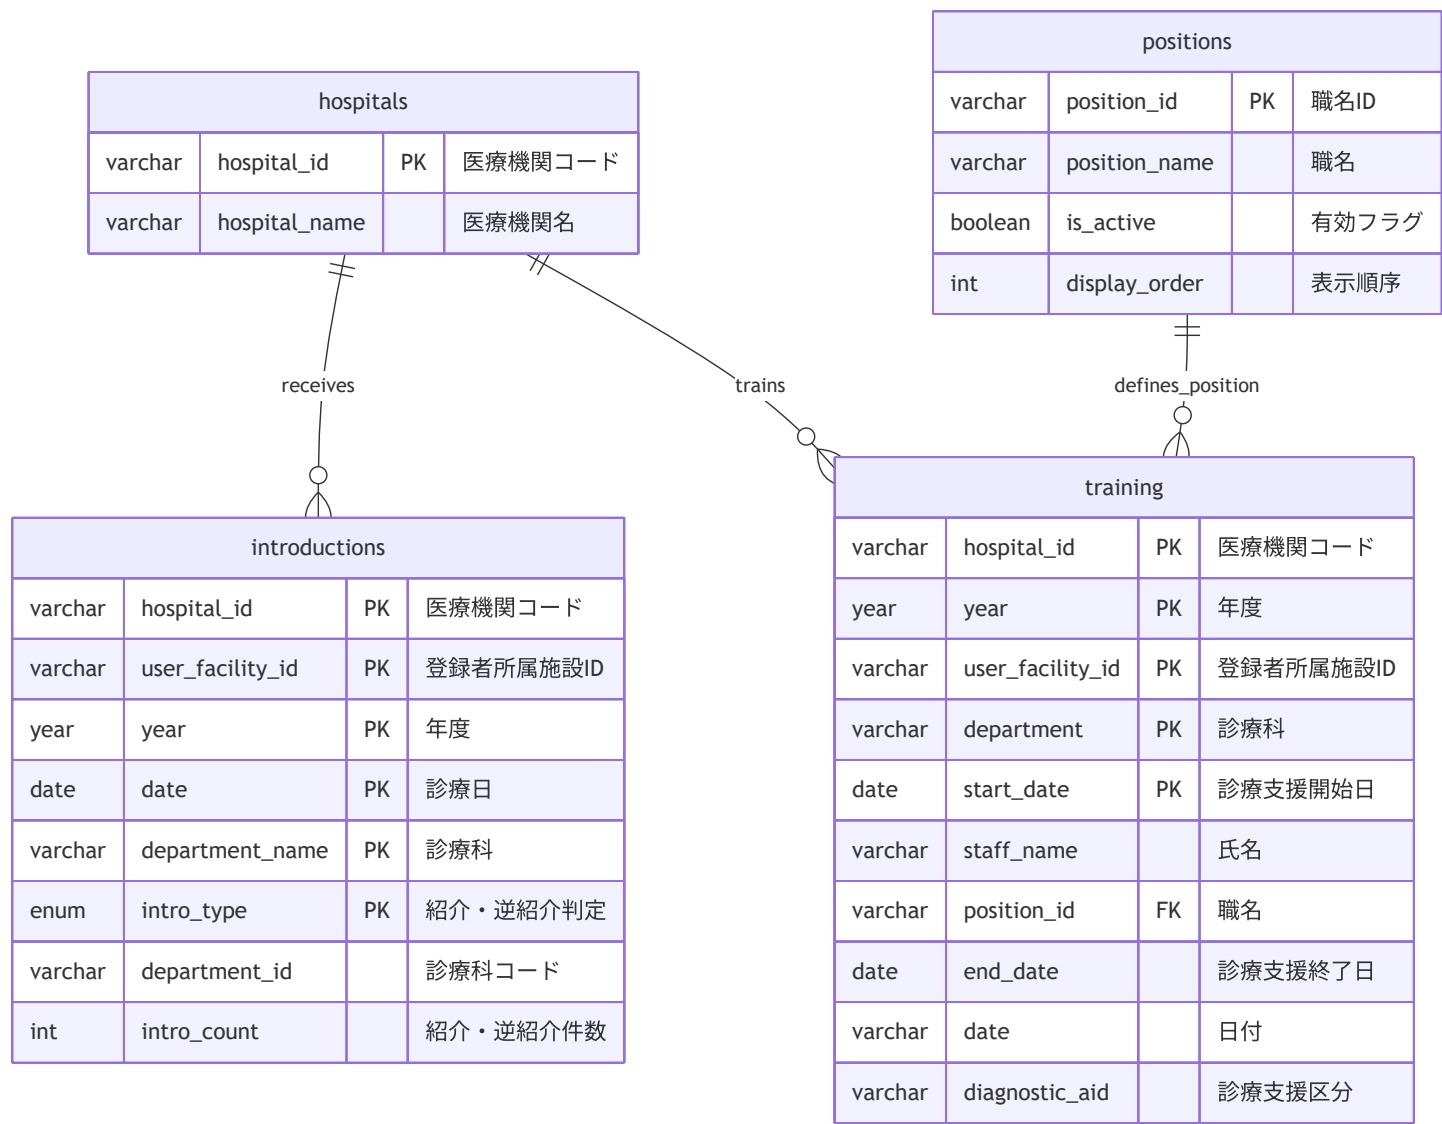 hospitals
varchar hospital_id PK 医療機関コード
varchar hospital_name 医療機関名
positions
varchar position_id PK 職名ID
varchar position_name 職名
boolean is_active 有効フラグ
int display_order 表示順序
receives
trains
defines_position
introductions
varchar hospital_id PK 医療機関コード
varchar user_facility_id PK 登録者所属施設ID
year year PK 年度
date date PK 診療日
varchar department_name PK 診療科
enum intro_type PK 紹介・逆紹介判定
varchar department_id 診療科コード
int intro_count 紹介・逆紹介件数
training
varchar hospital_id PK 医療機関コード
year year PK 年度
varchar user_facility_id PK 登録者所属施設ID
varchar department PK 診療科
date start_date PK 診療支援開始日
varchar staff_name 氏名
varchar position_id FK 職名
date end_date 診療支援終了日
varchar date 日付
varchar diagnostic_aid 診療支援区分